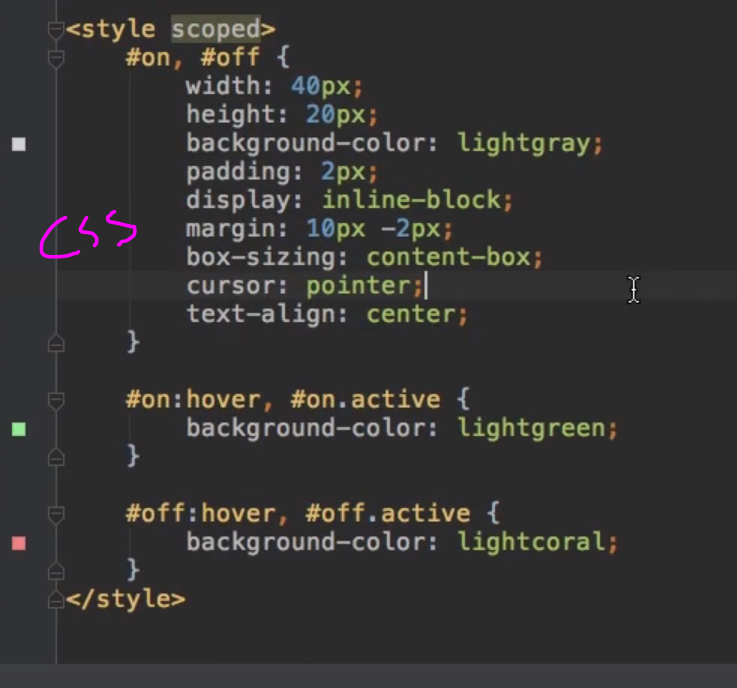 <style scoped>
#on, #off {
width: 40px;
height: 20px;
background-color: lightgray;
padding: 2px;
display: inline-block;
CSS
margin: 10px -2px;
box-sizing: content-box;
cursor: pointer;
text-align: center;
}
#on:hover, #on.active {
background-color: lightgreen;
}
#off:hover, #off.active {
background-color: lightcoral;
}
</style>